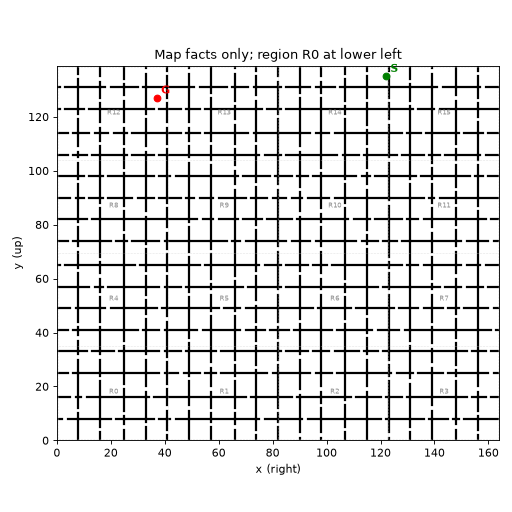 Map facts only; region R0 at lower left
S
G
R12 R13 R14 R15
R8 R9 R10 R11
R4 R5 R6 R7
R0 R1 R2 R3
y (up)
120
100
80
60
40
20
0
0 20 40 60 80 100 120 140 160
x (right)